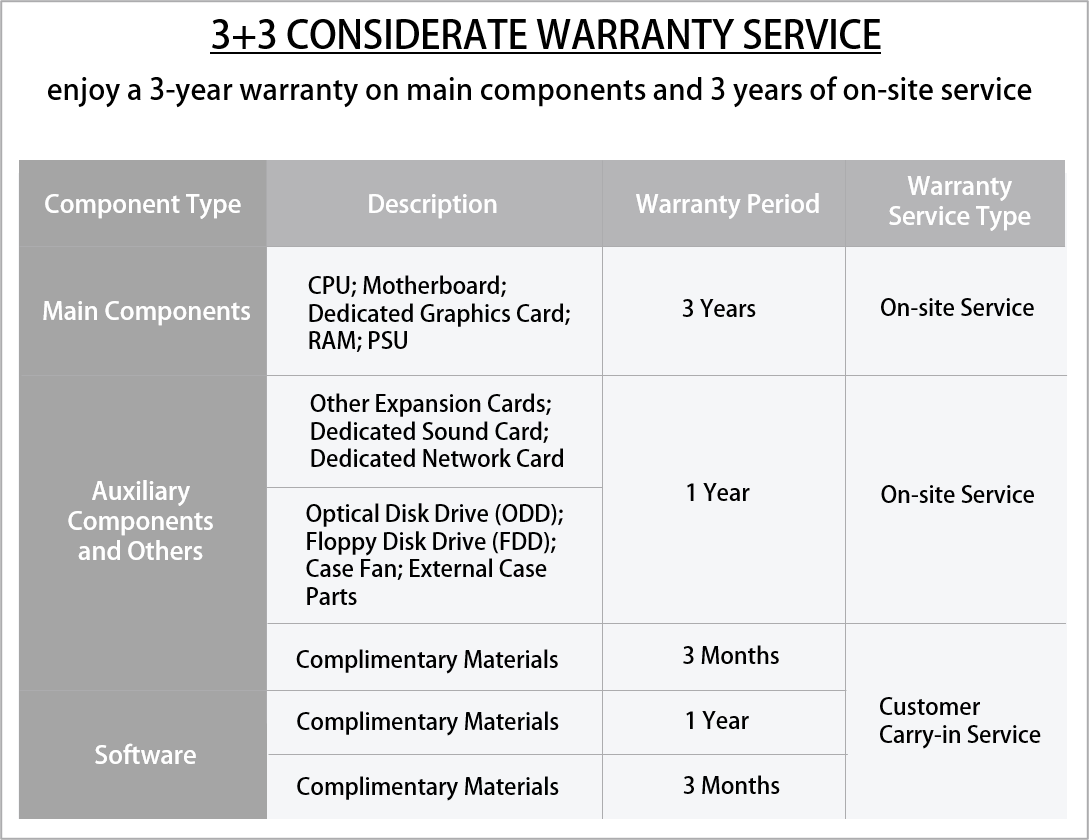 3+3 CONSIDERATE WARRANTY SERVICE
enjoy a 3-year warranty on main components and 3 years of on-site service
Component Type
Description
Warranty Period
Warranty
Service Type
Main Components
CPU; Motherboard;
Dedicated Graphics Card;
RAM; PSU
3 Years
On-site Service
Auxiliary
Components
and Others
Other Expansion Cards;
Dedicated Sound Card;
Dedicated Network Card
Optical Disk Drive (ODD);
Floppy Disk Drive (FDD);
Case Fan; External Case
Parts
1 Year
On-site Service
Complimentary Materials
3 Months
Customer
Carry-in Service
Software
Complimentary Materials
1 Year
Complimentary Materials
3 Months